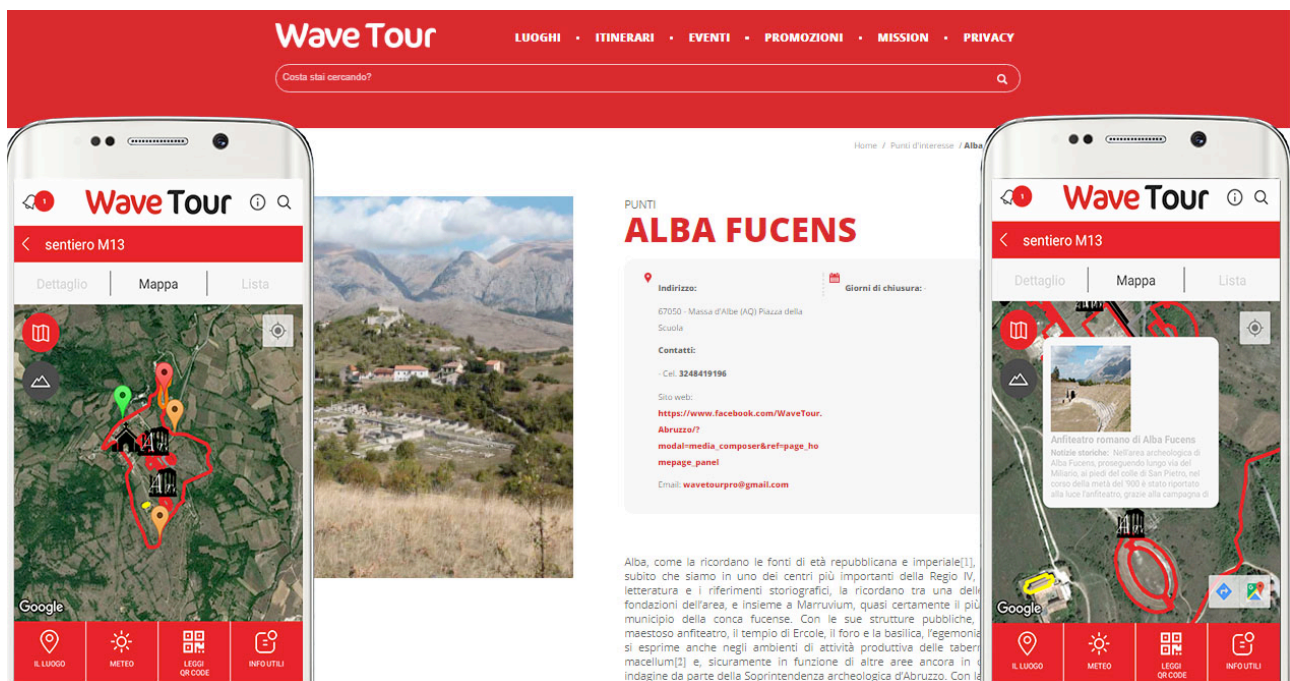 Wave Tour
LUOGHI • ITINERARI • EVENTI • PROMOZIONI • MISSION • PRIVACY
Costa stai cercando?
Home / Punti d'interesse / Alba
1
Wave Tour
sentiero M13
Dettaglio
Mappa
Lista
Google
IL LUOGO
METEO
LEGGI
QR CODE
INFO UTILI
PUNTI
ALBA FUCENS
Indirizzo:
67050 - Massa d'Albe (AQ) Piazza della
Scuola
Contatti:
- Cel. 3248419196
Sito web:
https://www.facebook.com/WaveTour.
Abruzzo/?
modal=media_composer&ref=page_ho
mepage_panel
Email: wavetourpro@gmail.com
Giorni di chiusura: -
Alba, come la ricordano le fonti di età repubblicana e imperiale[1],
subito che siamo in uno dei centri più importanti della Regio IV,
letteratura e i riferimenti storiografici, la ricordano tra una delle
fondazioni dell'area, e insieme a Marruvium, quasi certamente il più
municipio della conca fucense. Con le sue strutture pubbliche,
maestoso anfiteatro, il tempio di Ercole, il foro e la basilica, l'egemonia
si esprime anche negli ambienti di attività produttiva delle tabern
macellum[2] e, sicuramente in funzione di altre aree ancora in
indagine da parte della Soprintendenza archeologica d'Abruzzo. Con la
1
Wave Tour
sentiero M13
Dettaglio
Mappa
Lista
Anfiteatro romano di Alba Fucens
Notizie storiche: Nell'area archeologica di
Alba Fucens, proseguendo lungo via del
Miliario, ai piedi del colle di San Pietro, nel
corso della metà del '900 è stato riportato
alla luce l'anfiteatro, grazie alla campagna di
Google
IL LUOGO
METEO
LEGGI
QR CODE
INFO UTILI